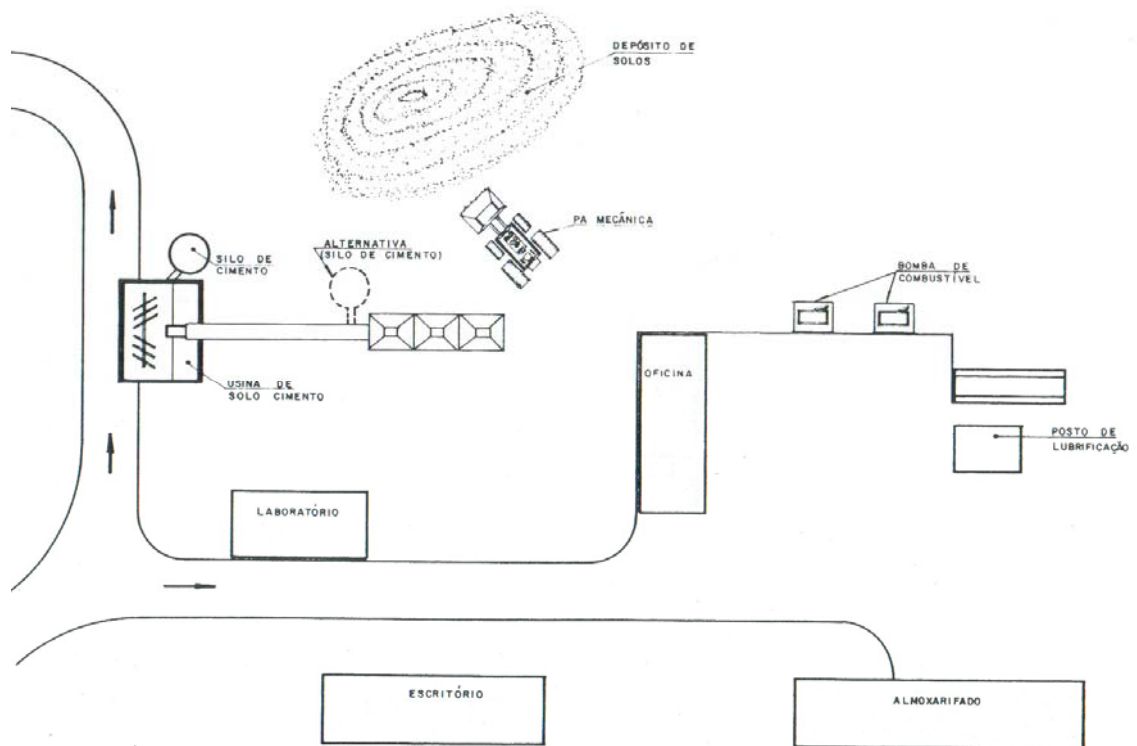 DEPÓSITO DE
SOLOS
PA MECÂNICA
ALTERNATIVA
(SILO DE CIMENTO)
SILO DE
CIMENTO
BOMBA DE
COMBUSTÍVEL
USINA DE
SOLO CIMENTO
OFICINA
POSTO DE
LUBRIFICAÇÃO
LABORATÓRIO
ESCRITÓRIO
ALMOXARIFADO